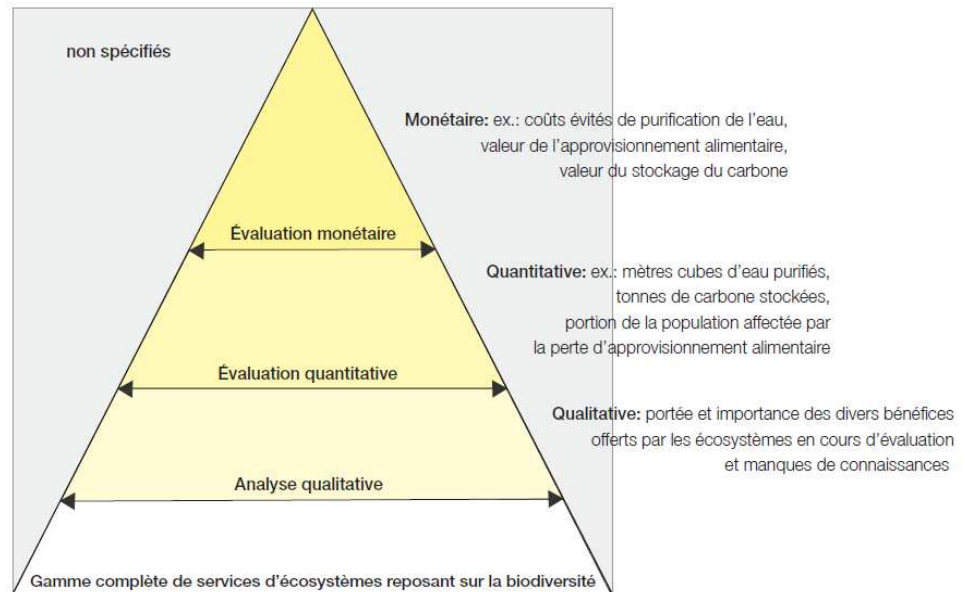 non spécifiés
Monétaire: ex.: coûts évités de purification de l'eau,
valeur de l'approvisionnement alimentaire,
valeur du stockage du carbone
Évaluation monétaire
Quantitative: ex.: mètres cubes d'eau purifiés,
tonnes de carbone stockées,
portion de la population affectée par
la perte d'approvisionnement alimentaire
Évaluation quantitative
Qualitative: portée et importance des divers bénéfices
offerts par les écosystèmes en cours d'évaluation
et manques de connaissances
Analyse qualitative
Gamme complète de services d'écosystèmes reposant sur la biodiversité